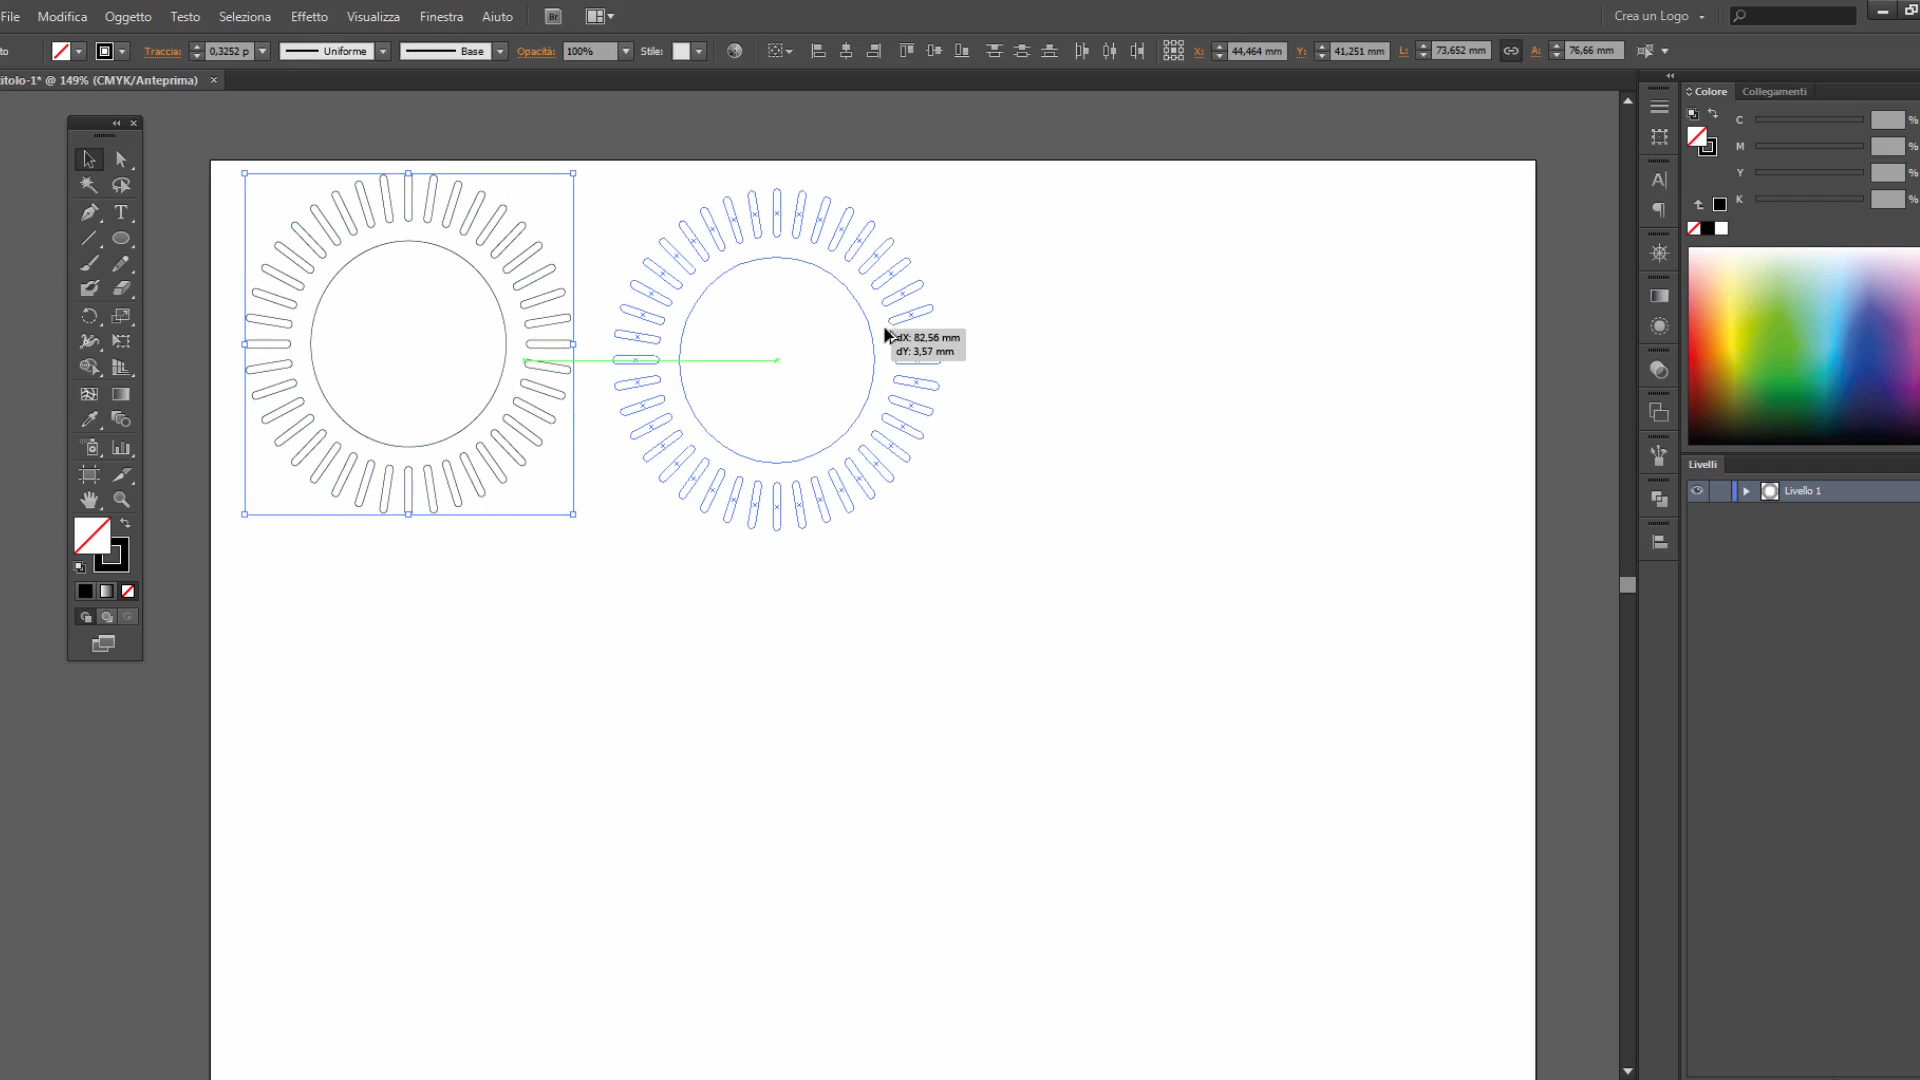 File Modifica Oggetto Testo Seleziona Effetto Visualizza Finestra Aiuto Br Crea un Logo
to Traccia: 0,3252 p Uniforme Base Opacità: 100% Stile: X: 44,464 mm Y: 41,251 mm L: 73,652 mm A: 76,66 mm
itolo-1* @ 149% (CMYK/Anteprima)
Colore Collegamenti
C %
M %
Y %
K %
dX: 82,56 mm
dY: 3,57 mm
Livelli
Livello 1